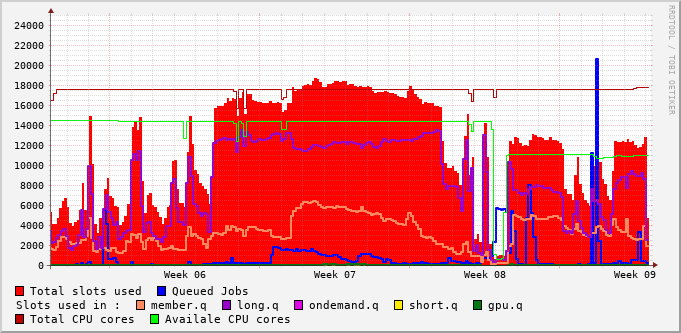 RRDTOOL / TOBI OETIKER
24000
22000
20000
18000
16000
14000
12000
10000
8000
6000
4000
2000
0
Week 06 Week 07 Week 08 Week 09
Total slots used Queued Jobs
Slots used in : member.q long.q ondemand.q short.q gpu.q
Total CPU cores Availale CPU cores